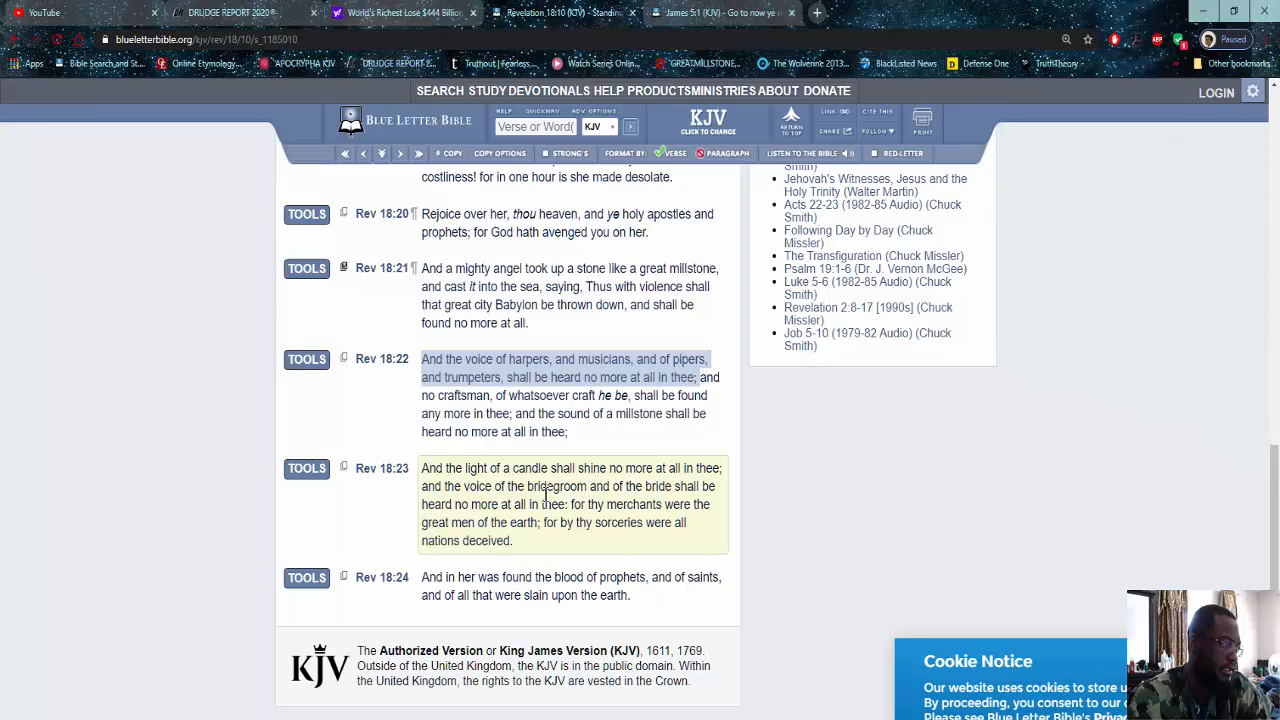 YouTube
DRUDGE REPORT 2020®
World's Richest Lose $444 Billio
Revelation 18:10 (KJV) - Standin
James 5:1 (KJV) - Go to now ye r
blueletterbible.org/kjv/rev/18/10/s_1185010
Paused
Apps
Bible Search and St...
Online Etymology...
"APOCRYPHA KJV
DRUDGE REPORT 2...
Truthout | Fearless,...
Watch Series Onlin...
"GREATMILLSTONE...
The Wolverine 2013...
BlackListed News
Defense One
TruthTheory
Other bookmarks
SEARCH STUDY DEVOTIONALS HELP PRODUCTS MINISTRIES ABOUT DONATE
LOGIN
BLUE LETTER BIBLE
HELP QUICKNAV ADV OPTIONS
Verse or Word(
KJV
KJV
CLICK TO CHANGE
RETURN
TO TOP
LINK
CITE THIS
SHARE
FOLLOW
PRINT
COPY
COPY OPTIONS
STRONG'S
FORMAT BY:
VERSE
PARAGRAPH
LISTEN TO THE BIBLE
RED-LETTER
costliness! for in one hour is she made desolate.
TOOLS
Rev 18:20 ¶
Rejoice over her, thou heaven, and ye holy apostles and
prophets; for God hath avenged you on her.
TOOLS
Rev 18:21 ¶
And a mighty angel took up a stone like a great millstone,
and cast it into the sea, saying, Thus with violence shall
that great city Babylon be thrown down, and shall be
found no more at all.
TOOLS
Rev 18:22
And the voice of harpers, and musicians, and of pipers,
and trumpeters, shall be heard no more at all in thee; and
no craftsman, of whatsoever craft he be, shall be found
any more in thee; and the sound of a millstone shall be
heard no more at all in thee;
TOOLS
Rev 18:23
And the light of a candle shall shine no more at all in thee;
and the voice of the bridegroom and of the bride shall be
heard no more at all in thee: for thy merchants were the
great men of the earth; for by thy sorceries were all
nations deceived.
TOOLS
Rev 18:24
And in her was found the blood of prophets, and of saints,
and of all that were slain upon the earth.
KJV
The Authorized Version or King James Version (KJV), 1611, 1769.
Outside of the United Kingdom, the KJV is in the public domain. Within
the United Kingdom, the rights to the KJV are vested in the Crown.
Smith)
Jehovah's Witnesses, Jesus and the
Holy Trinity (Walter Martin)
Acts 22-23 (1982-85 Audio) (Chuck
Smith)
Following Day by Day (Chuck
Missler)
The Transfiguration (Chuck Missler)
Psalm 19:1-6 (Dr. J. Vernon McGee)
Luke 5-6 (1982-85 Audio) (Chuck
Smith)
Revelation 2:8-17 [1990s] (Chuck
Missler)
Job 5-10 (1979-82 Audio) (Chuck
Smith)
Cookie Notice
Our website uses cookies to store u
By proceeding, you consent to our c
Please see Blue Letter Bible's Privac